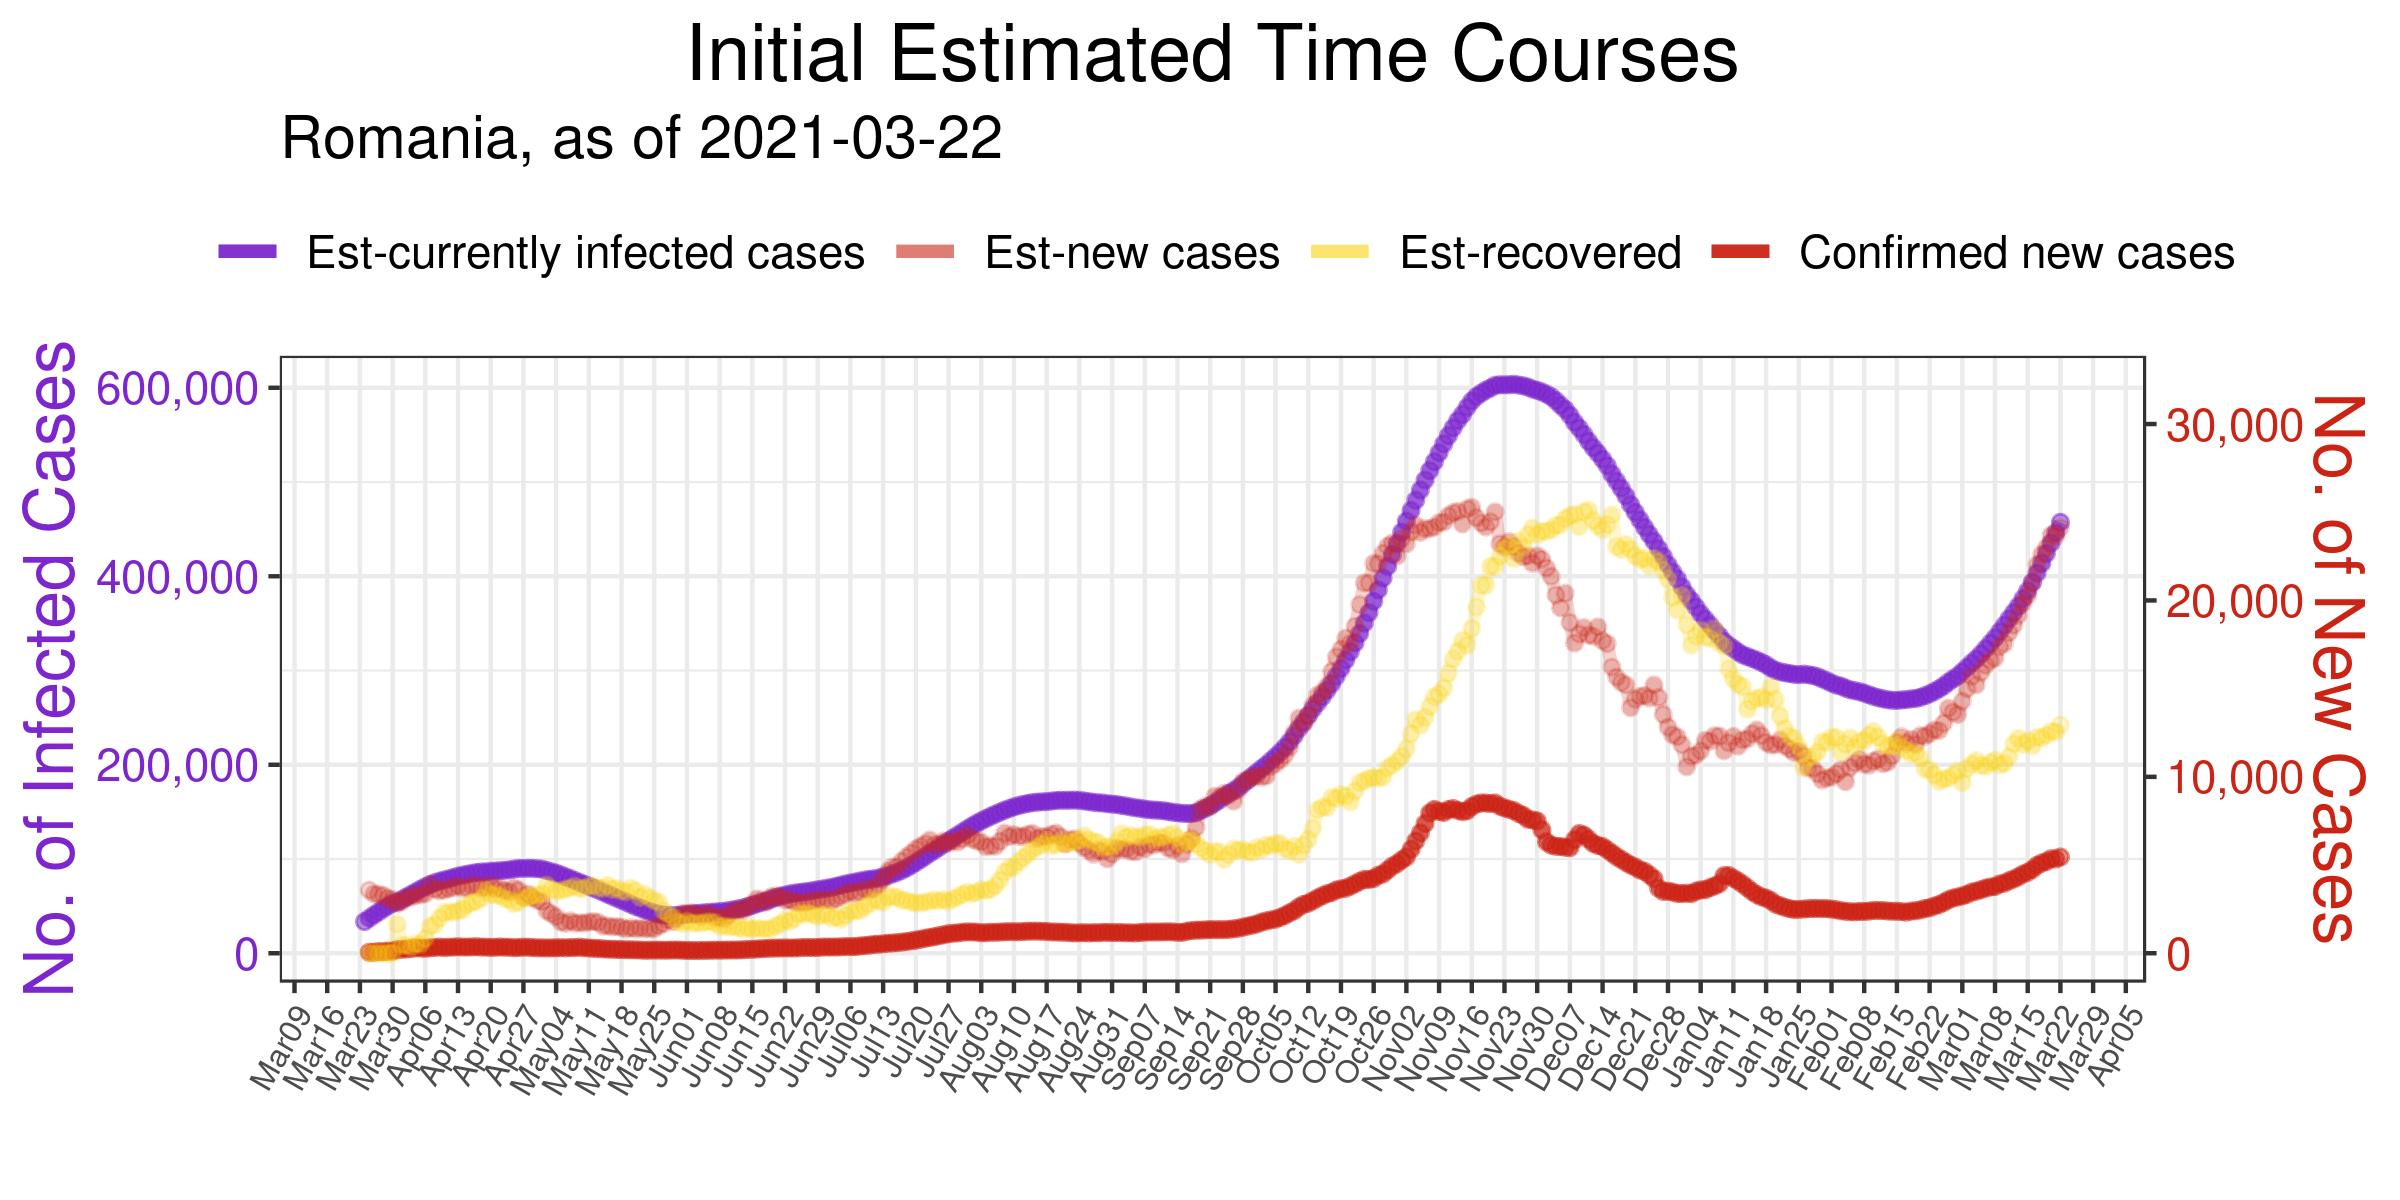 Initial Estimated Time Courses
Romania, as of 2021-03-22
Est-currently infected cases Est-new cases Est-recovered Confirmed new cases
No. of Infected Cases
600,000
400,000
200,000
0
30,000
20,000
10,000
0
No. of New Cases
Mar09 Mar16 Mar23 Mar30 Apr06 Apr13 Apr20 Apr27 May04 May11 May18 May25 Jun01 Jun08 Jun15 Jun22 Jun29 Jul06 Jul13 Jul20 Jul27 Aug03 Aug10 Aug17 Aug24 Aug31 Sep07 Sep14 Sep21 Sep28 Oct05 Oct12 Oct19 Oct26 Nov02 Nov09 Nov16 Nov23 Nov30 Dec07 Dec14 Dec21 Dec28 Jan04 Jan11 Jan18 Jan25 Feb01 Feb08 Feb15 Feb22 Mar01 Mar08 Mar15 Mar22 Mar29 Apr05